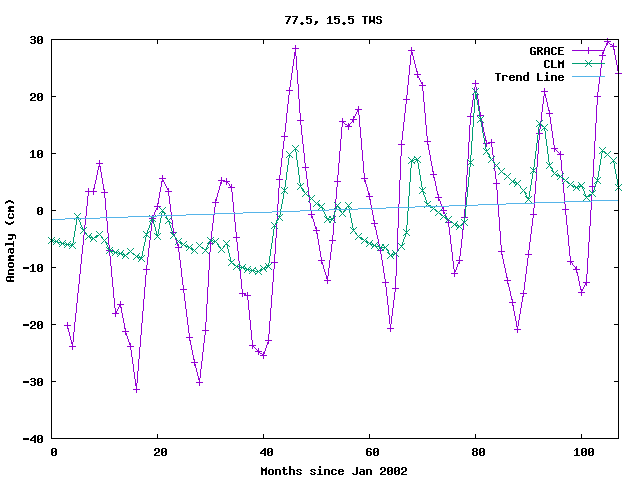 77.5, 15.5 TWS
GRACE
CLM
Trend Line
30
20
10
0
-10
-20
-30
-40
Anomaly (cm)
0 20 40 60 80 100
Months since Jan 2002